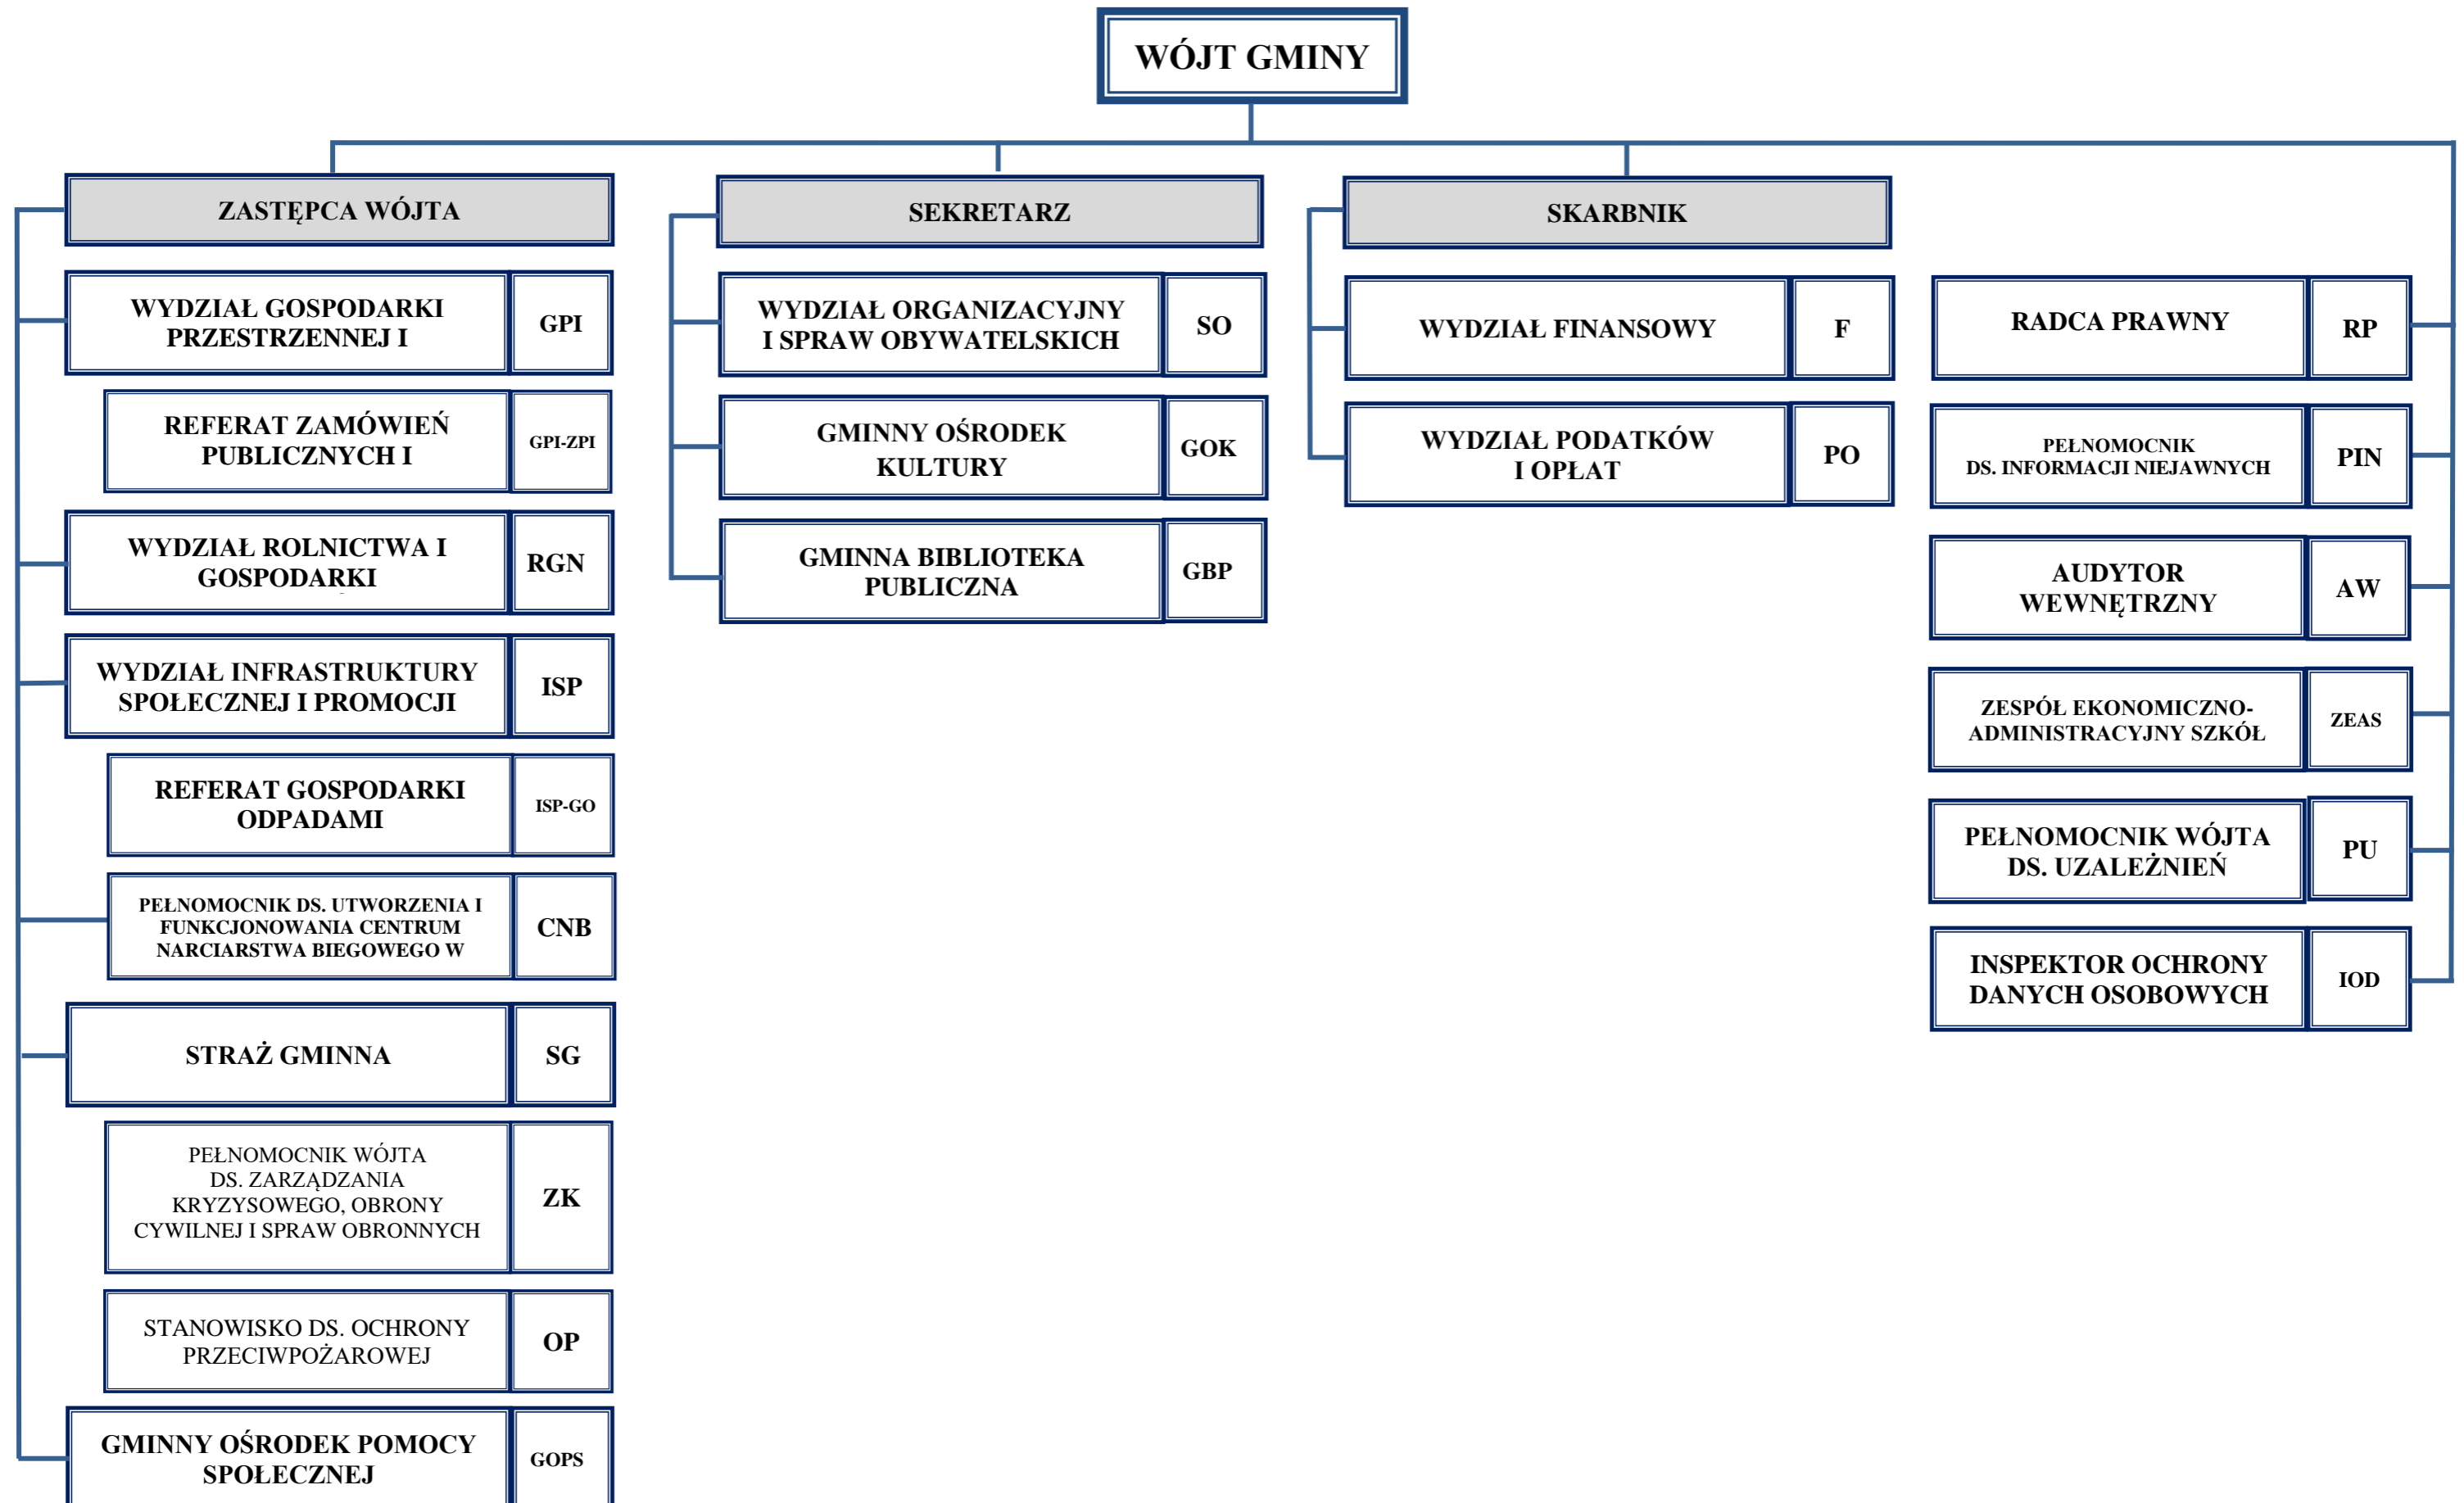 WÓJT GMINY
ZASTĘPCA WÓJTA
WYDZIAŁ GOSPODARKI
PRZESTRZENNEJ I
GPI
REFERAT ZAMÓWIEŃ
PUBLICZNYCH I
GPI-ZPI
WYDZIAŁ ROLNICTWA I
GOSPODARKI
RGN
WYDZIAŁ INFRASTRUKTURY
SPOŁECZNEJ I PROMOCJI
ISP
REFERAT GOSPODARKI
ODPADAMI
ISP-GO
PEŁNOMOCNIK DS. UTWORZENIA I
FUNKCJONOWANIA CENTRUM
NARCIARSTWA BIEGOWEGO W
CNB
STRAŻ GMINNA
SG
PEŁNOMOCNIK WÓJTA
DS. ZARZĄDZANIA
KRYZYSOWEGO, OBRONY
CYWILNEJ I SPRAW OBRONNYCH
ZK
STANOWISKO DS. OCHRONY
PRZECIWPOŻAROWEJ
OP
GMINNY OŚRODEK POMOCY
SPOŁECZNEJ
GOPS
SEKRETARZ
WYDZIAŁ ORGANIZACYJNY
I SPRAW OBYWATELSKICH
SO
GMINNY OŚRODEK
KULTURY
GOK
GMINNA BIBLIOTEKA
PUBLICZNA
GBP
SKARBNIK
WYDZIAŁ FINANSOWY
F
WYDZIAŁ PODATKÓW
I OPŁAT
PO
RADCA PRAWNY
RP
PEŁNOMOCNIK
DS. INFORMACJI NIEJAWNYCH
PIN
AUDYTOR
WEWNĘTRZNY
AW
ZESPÓŁ EKONOMICZNO-
ADMINISTRACYJNY SZKÓŁ
ZEAS
PEŁNOMOCNIK WÓJTA
DS. UZALEŻNIEŃ
PU
INSPEKTOR OCHRONY
DANYCH OSOBOWYCH
IOD